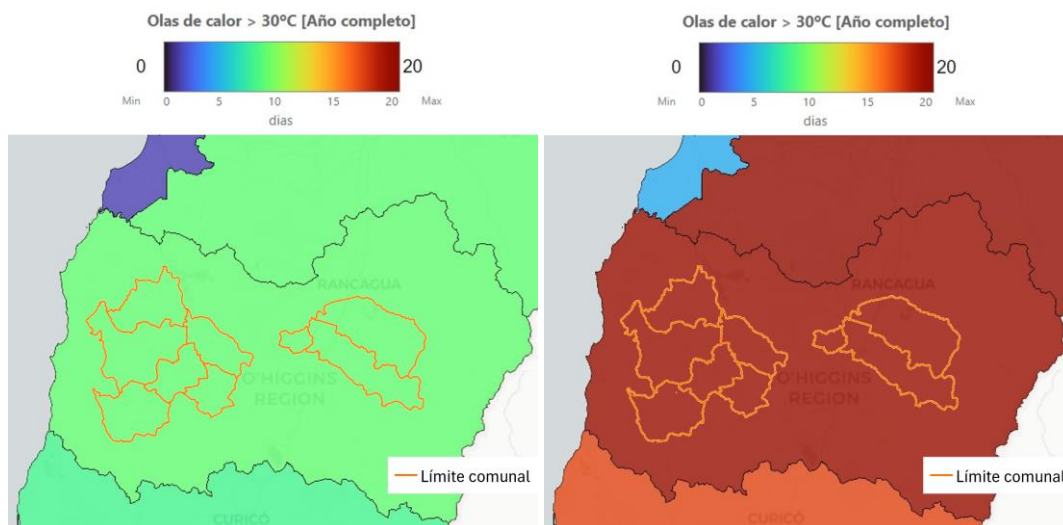 Olas de calor > 30ºC [Año completo]
0
20
Min
0
5
10
15
20
Max
dias
RANCAGUA
O'HIGGINS
REGION
Límite comunal
CURICÓ
Olas de calor > 30ºC [Año completo]
0
20
Min
0
5
10
15
20
Max
dias
RANCAGUA
O'HIGGINS
REGION
Límite comunal
CURICÓ